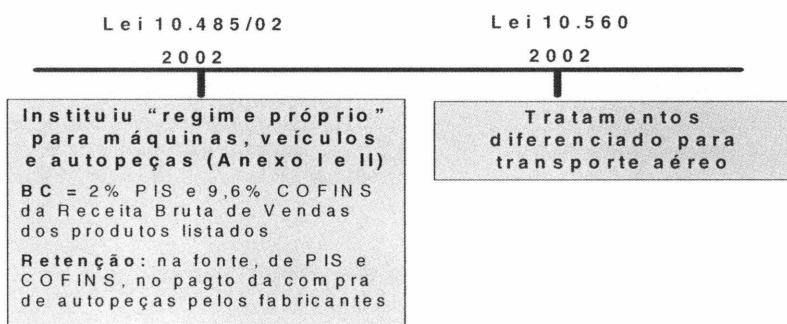 Lei 10.485/02
2002
Instituiu “regime próprio”
para máquinas, veículos
e autopeças (Anexo I e II)
BC = 2% PIS e 9,6% COFINS
da Receita Bruta de Vendas
dos produtos listados
Retenção: na fonte, de PIS e
COFINS, no pagto da compra
de autopeças pelos fabricantes
Lei 10.560
2002
Tratamentos
diferenciado para
transporte aéreo